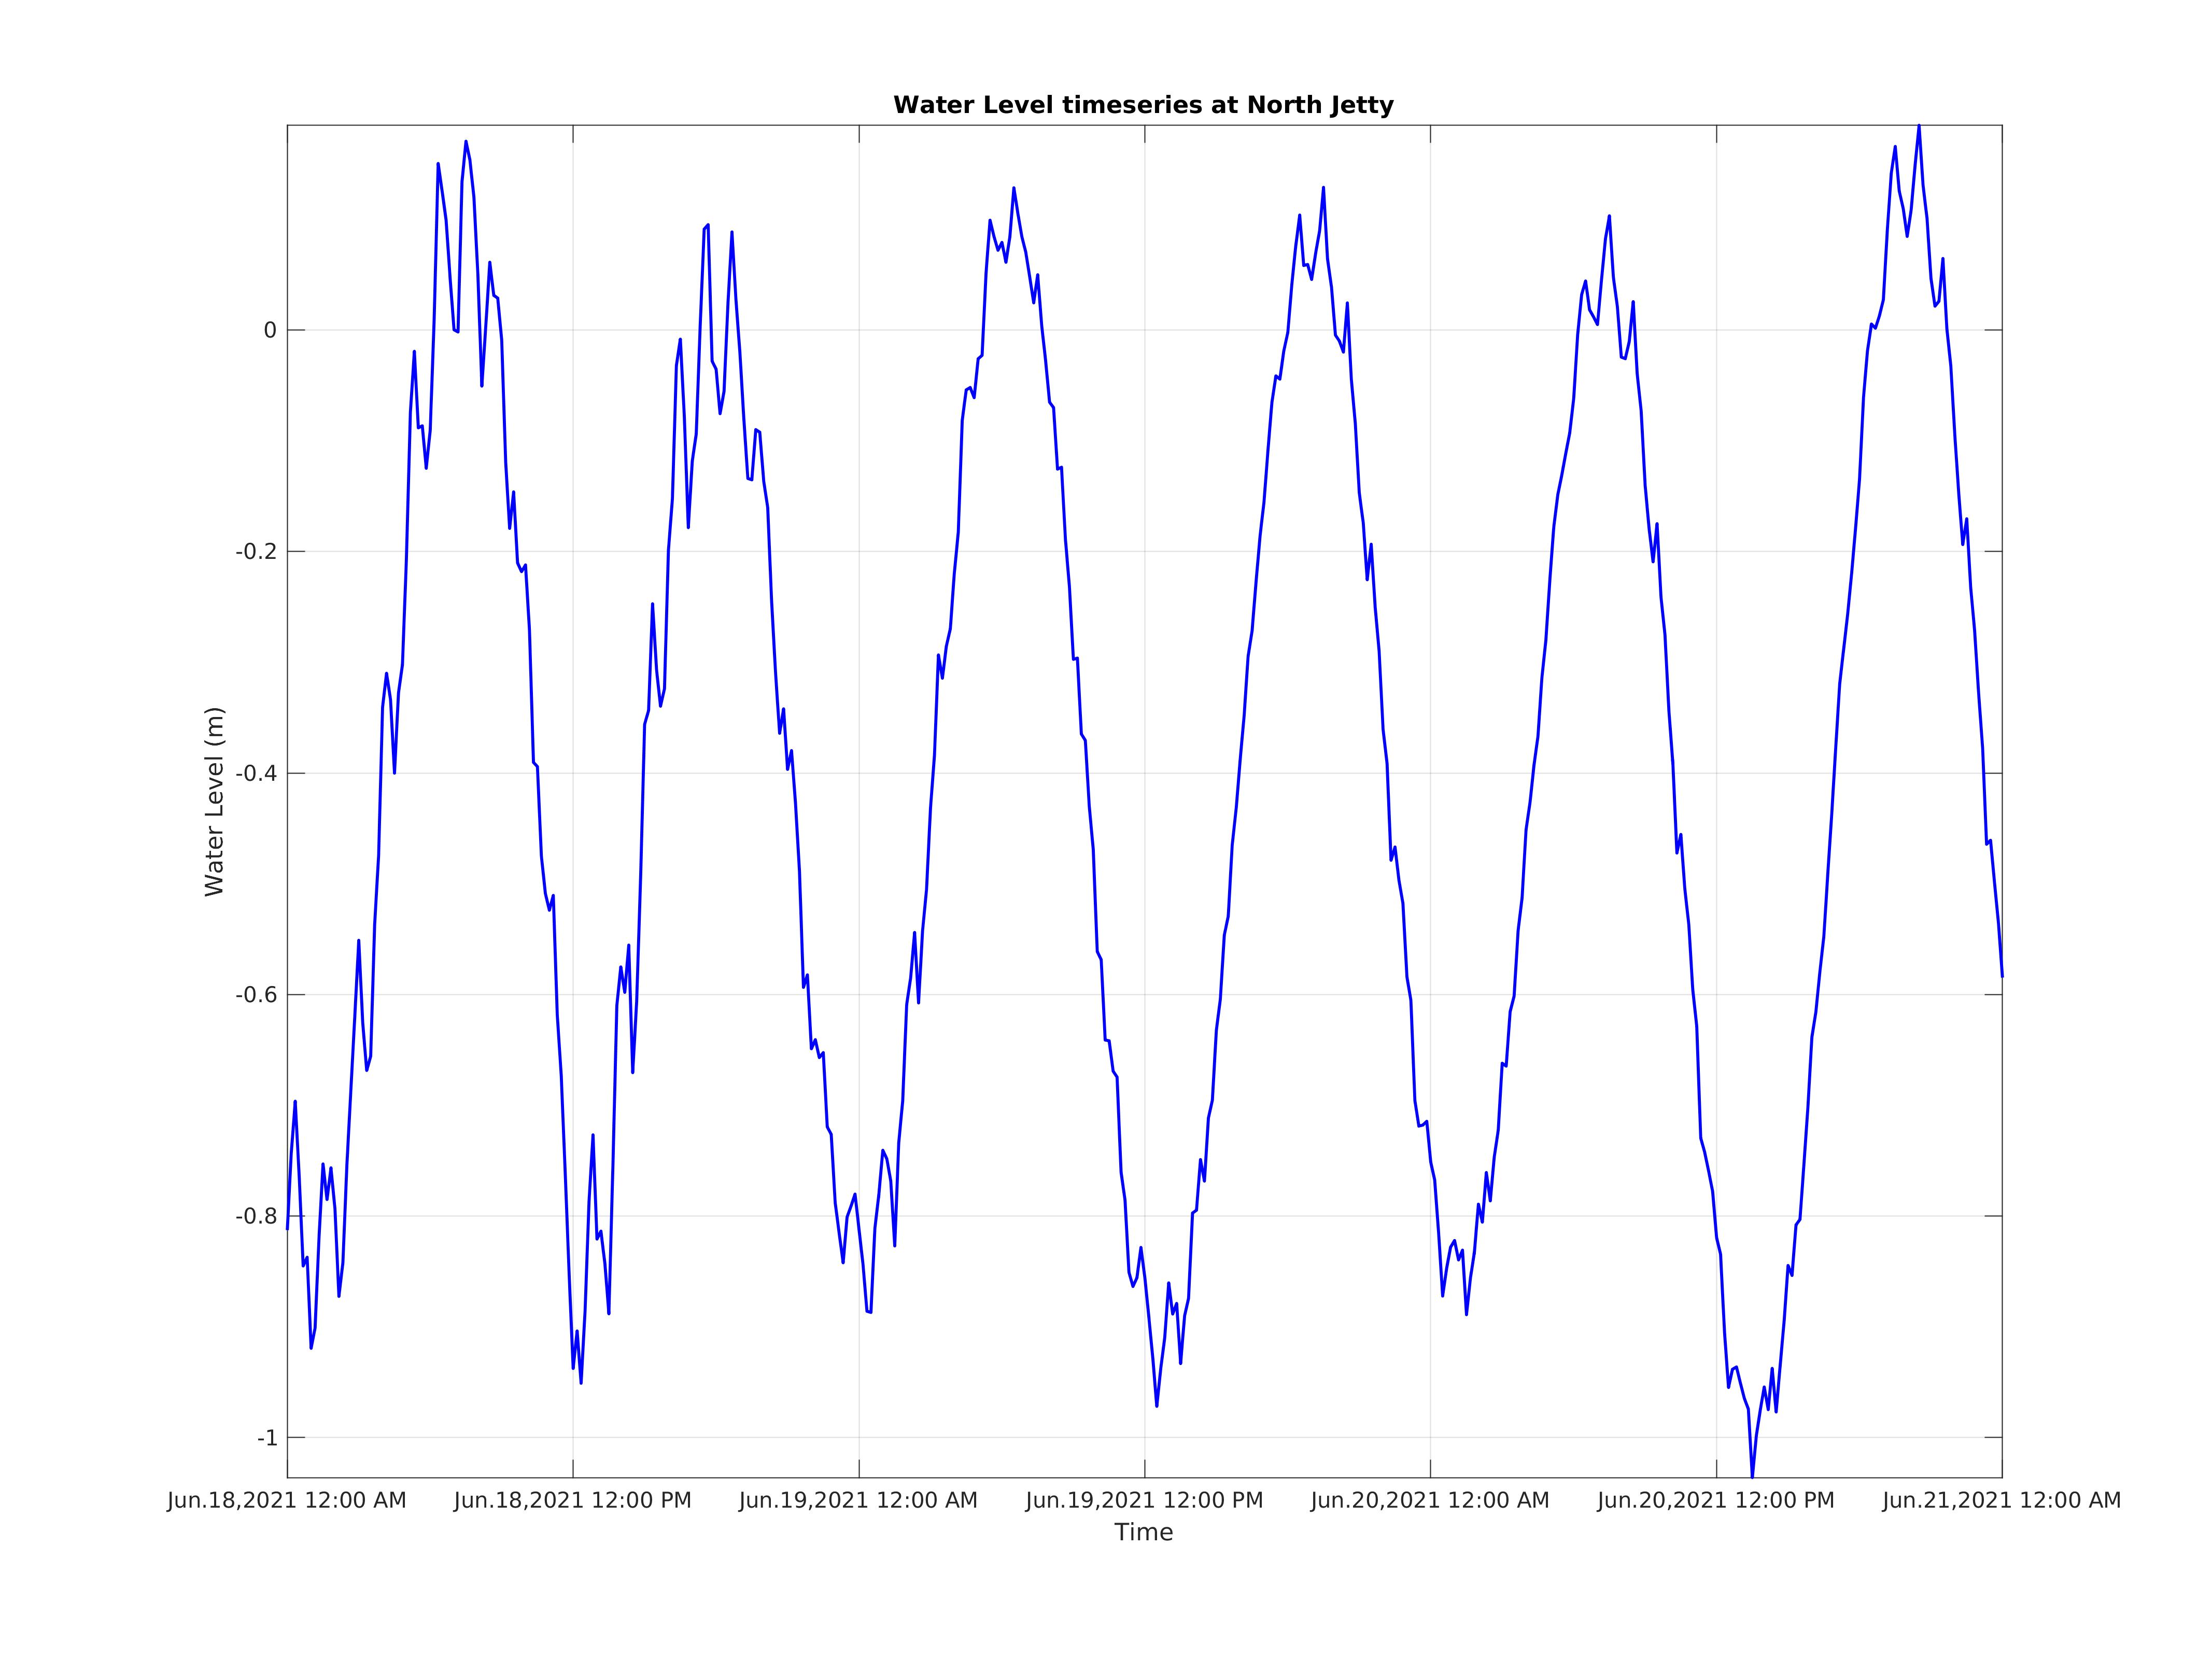 Water Level timeseries at North Jetty
Water Level (m)
0
-0.2
-0.4
-0.6
-0.8
-1
Jun.18,2021 12:00 AM
Jun.18,2021 12:00 PM
Jun.19,2021 12:00 AM
Jun.19,2021 12:00 PM
Jun.20,2021 12:00 AM
Jun.20,2021 12:00 PM
Jun.21,2021 12:00 AM
Time